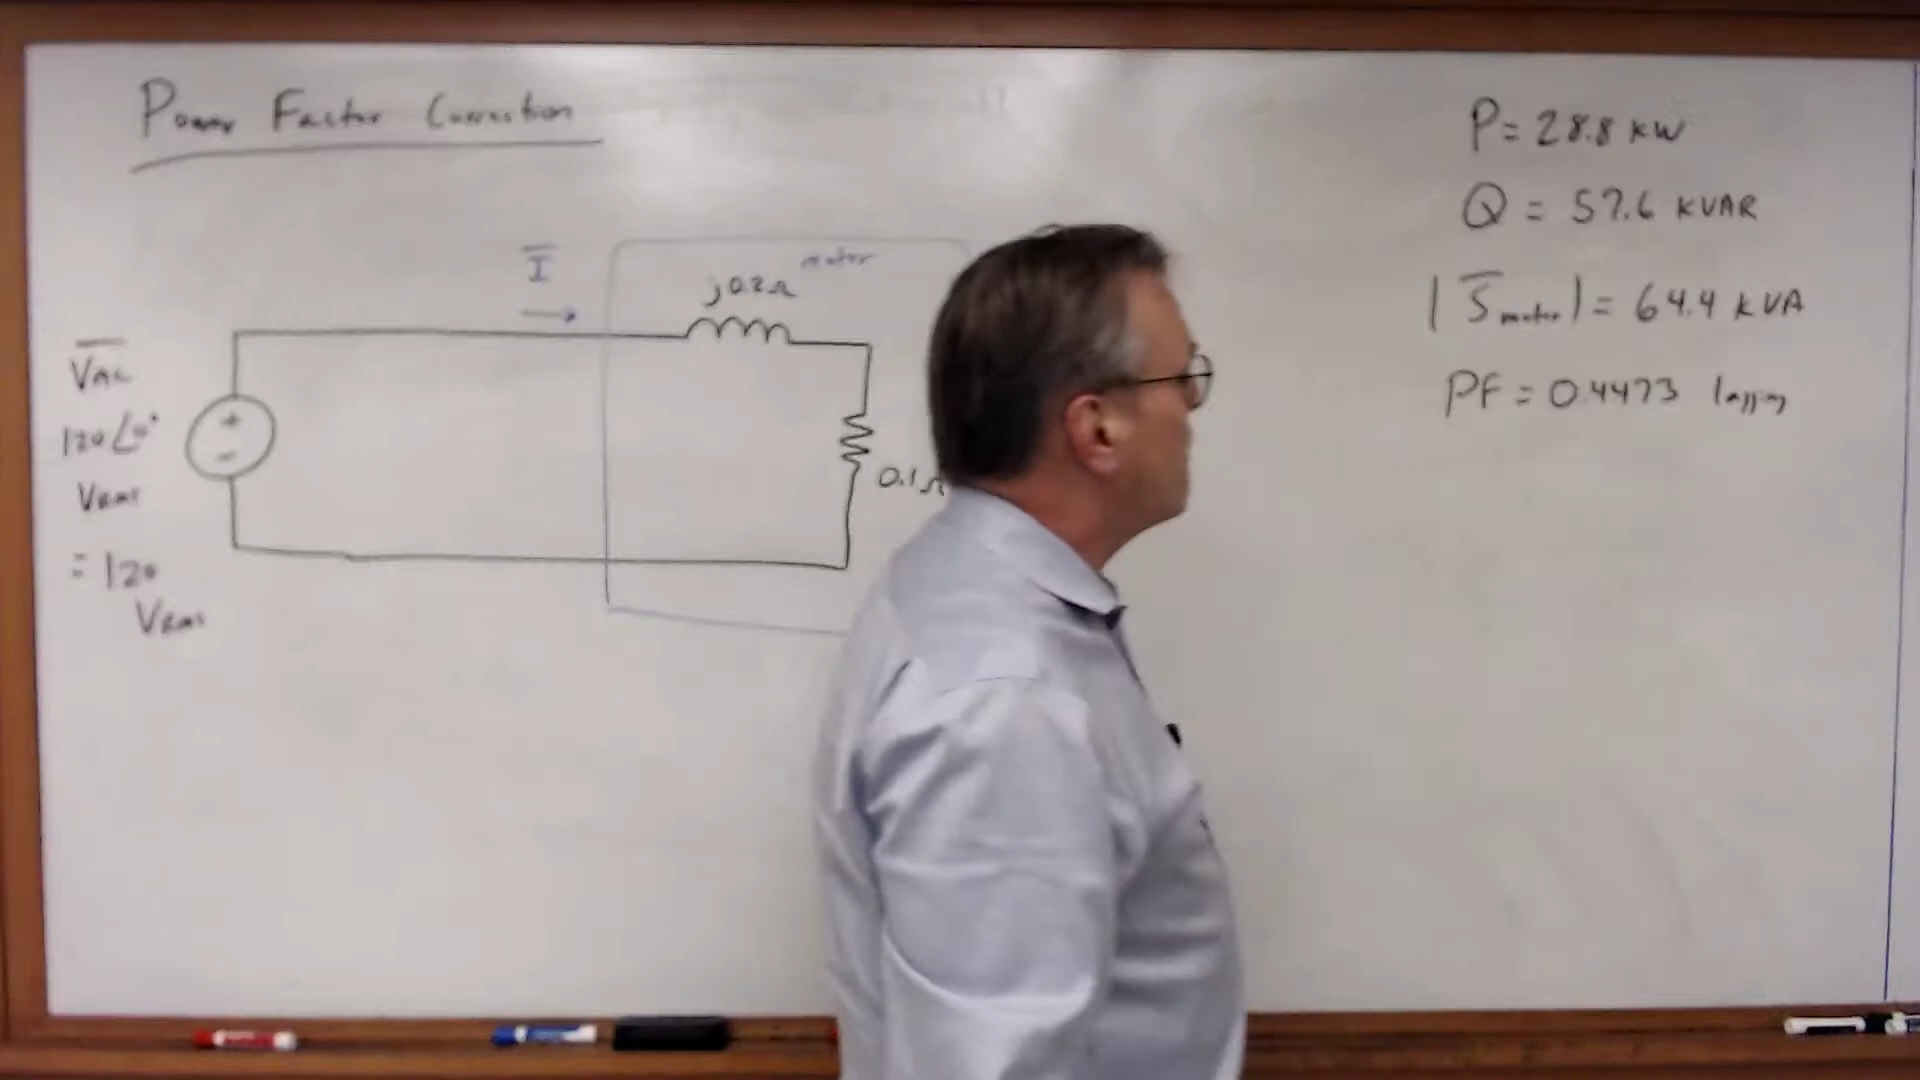 Power Factor Correction
I
motor
j0.2Ω
VAC
120∠0°
VRMS
= 120
VRMS
+
-
0.1Ω
P = 28.8 KW
Q = 57.6 KVAR
|S motor| = 64.4 KVA
PF = 0.4473 lagging